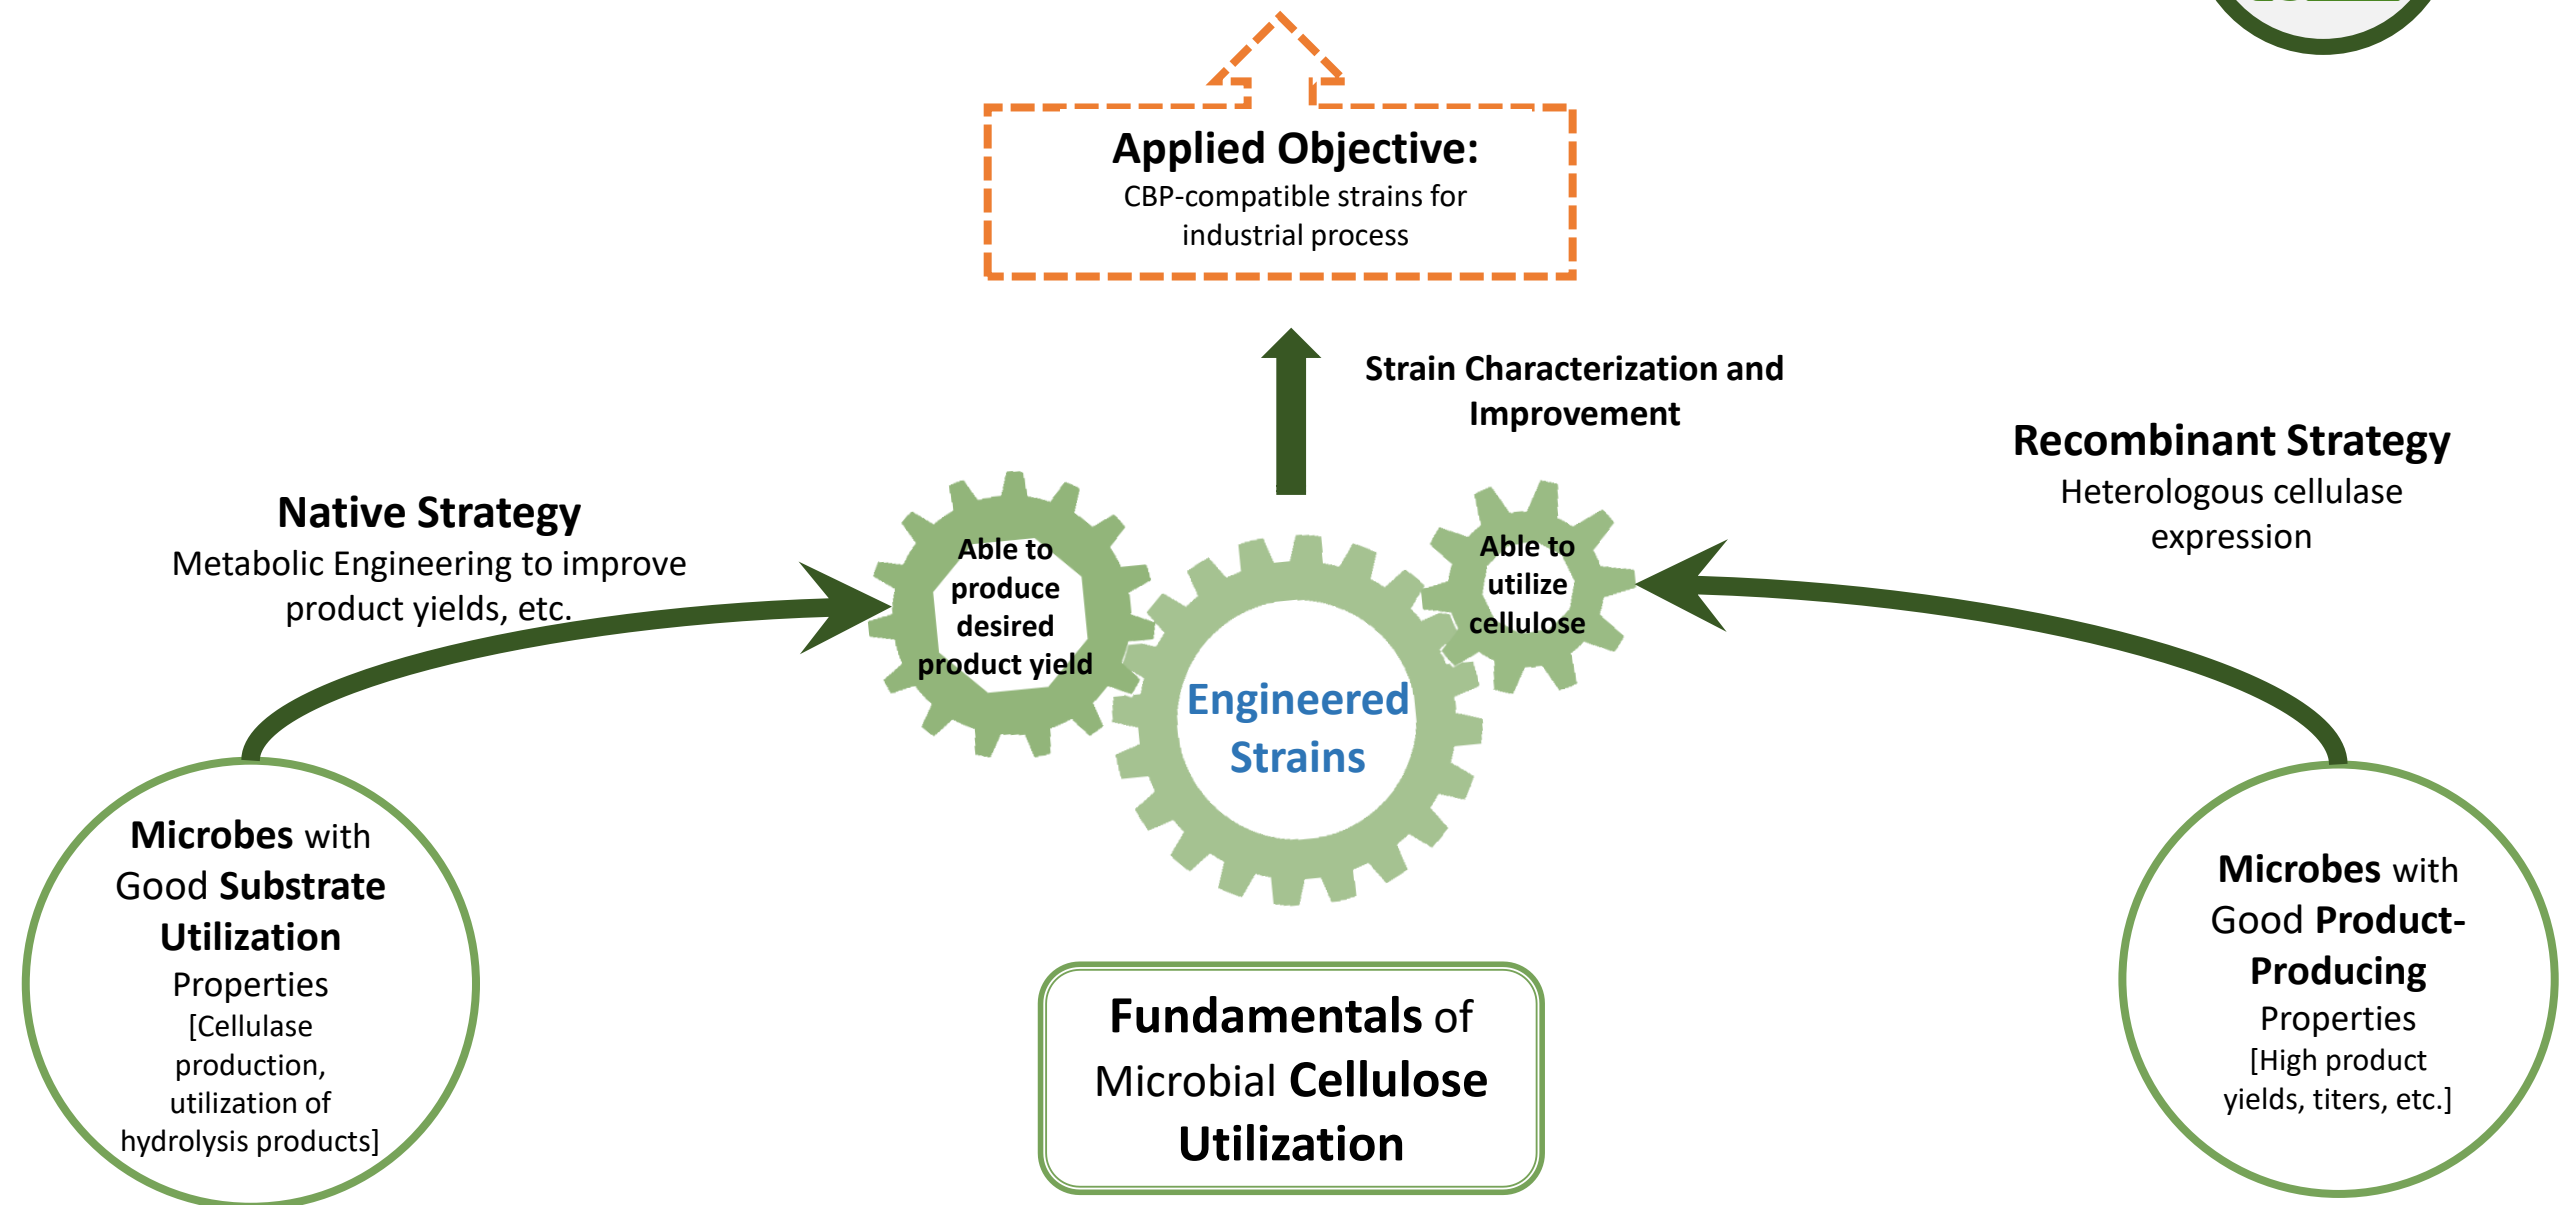 Applied Objective:
CBP-compatible strains for
industrial process
Strain Characterization and
Improvement
Native Strategy
Metabolic Engineering to improve
product yields, etc.
Recombinant Strategy
Heterologous cellulase
expression
Able to
produce
desired
product yield
Able to
utilize
cellulose
Engineered
Strains
Microbes with
Good Substrate
Utilization
Properties
[Cellulase
production,
utilization of
hydrolysis products]
Fundamentals of
Microbial Cellulose
Utilization
Microbes with
Good Product-
Producing
Properties
[High product
yields, titers, etc.]